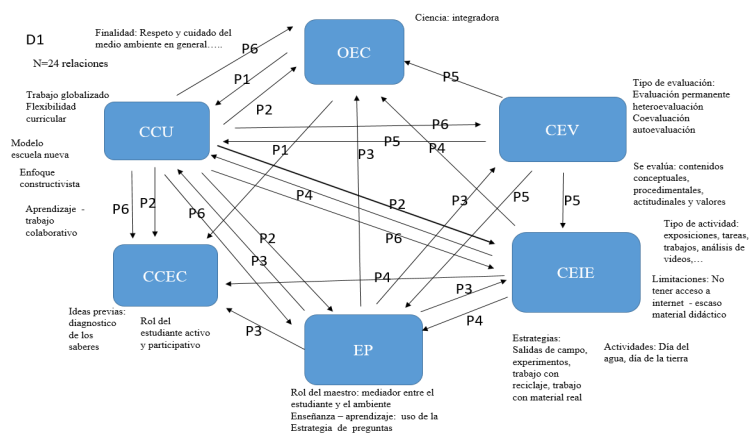 D1
N=24 relaciones
Finalidad: Respeto y cuidado del
medio ambiente en general…..
Ciencia: integradora
OEC
P6
P1
P2
P5
Trabajo globalizado
Flexibilidad
curricular
CCU
CEV
Tipo de evaluación:
Evaluación permanente
heteroevaluación
Coevaluación
autoevaluación
P6
P5
P1
P3
P4
Modelo
escuela nueva
Enfoque
constructivista
Aprendizaje -
trabajo
colaborativo
Se evalúa: contenidos
conceptuales,
procedimentales,
actitudinales y valores
P6
P2
P6
P4
P2
P3
P5
P5
P2
P3
P6
Tipo de actividad:
exposiciones, tareas,
trabajos, análisis de
videos,…
CCEC
CEIE
P4
P3
P4
P3
Limitaciones: No
tener acceso a
internet - escaso
material didáctico
Ideas previas:
diagnostico
de los
saberes
Rol del
estudiante activo
y participativo
EP
Estrategias:
Salidas de campo,
experimentos,
trabajo con
reciclaje, trabajo
con material real
Actividades: Día del
agua, día de la tierra
Rol del maestro: mediador entre el
estudiante y el ambiente
Enseñanza – aprendizaje: uso de la
Estrategia de preguntas